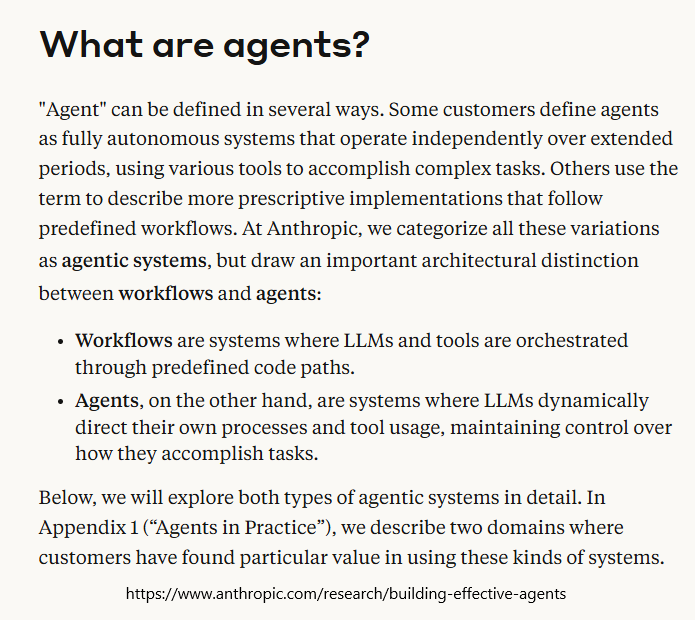 What are agents?
"Agent" can be defined in several ways. Some customers define agents
as fully autonomous systems that operate independently over extended
periods, using various tools to accomplish complex tasks. Others use the
term to describe more prescriptive implementations that follow
predefined workflows. At Anthropic, we categorize all these variations
as agentic systems, but draw an important architectural distinction
between workflows and agents:
• Workflows are systems where LLMs and tools are orchestrated
through predefined code paths.
• Agents, on the other hand, are systems where LLMs dynamically
direct their own processes and tool usage, maintaining control over
how they accomplish tasks.
Below, we will explore both types of agentic systems in detail. In
Appendix 1 (“Agents in Practice”), we describe two domains where
customers have found particular value in using these kinds of systems.
https://www.anthropic.com/research/building-effective-agents